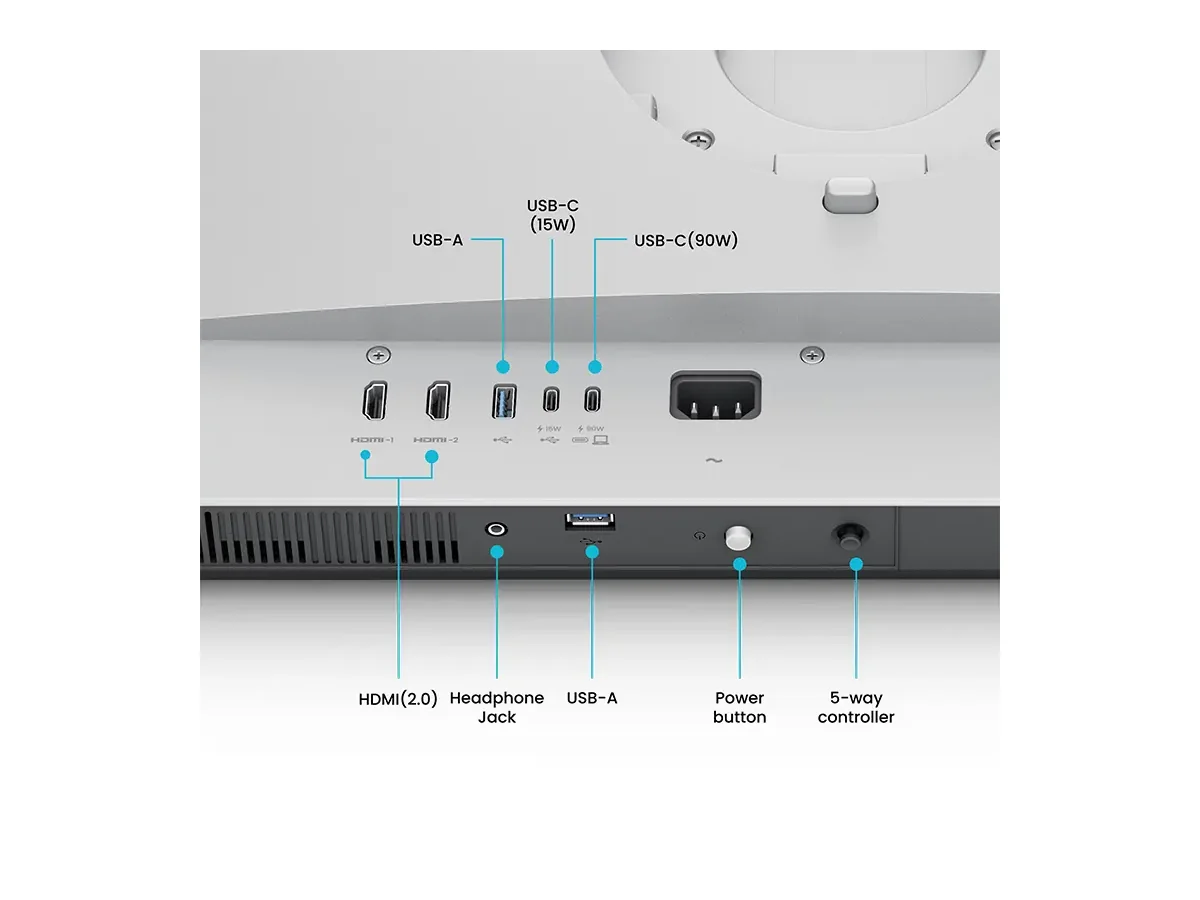 USB-C
(15W)
USB-A
USB-C(90W)
15W
90W
HDMI-1
HDMI-2
HDMI(2.0)
Headphone
Jack
USB-A
Power
button
5-way
controller